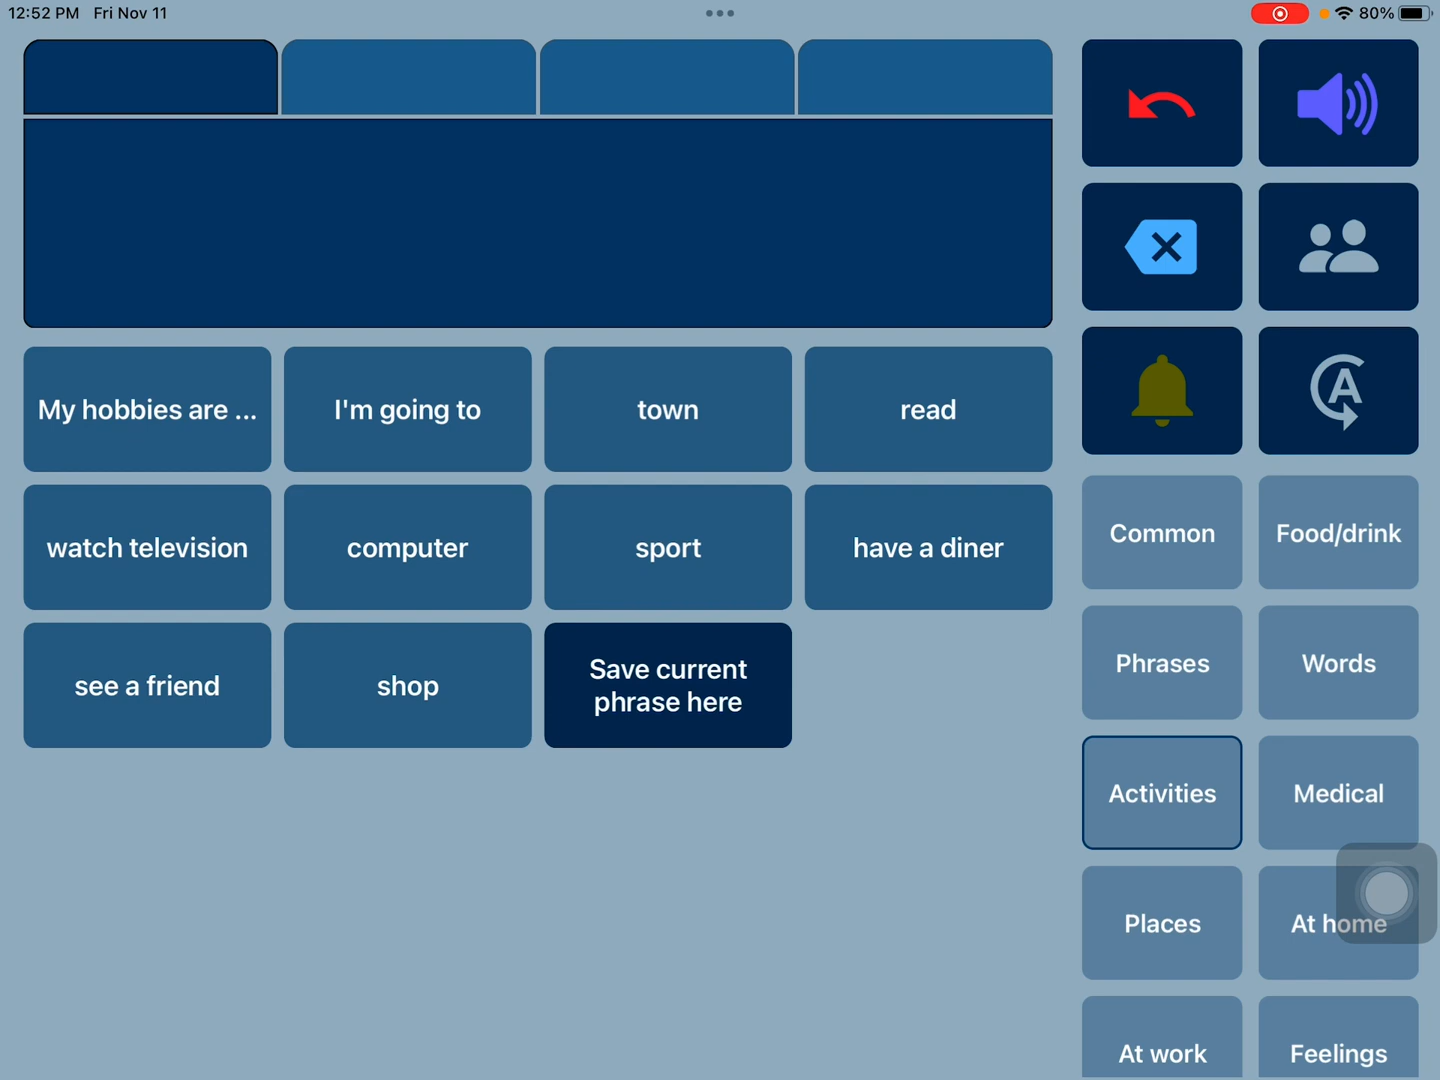 12:52 PM Fri Nov 11
80%
My hobbies are ...
I'm going to
town
read
watch television
computer
sport
have a diner
see a friend
shop
Save current
phrase here
A
Common
Food/drink
Phrases
Words
Activities
Medical
Places
At home
At work
Feelings